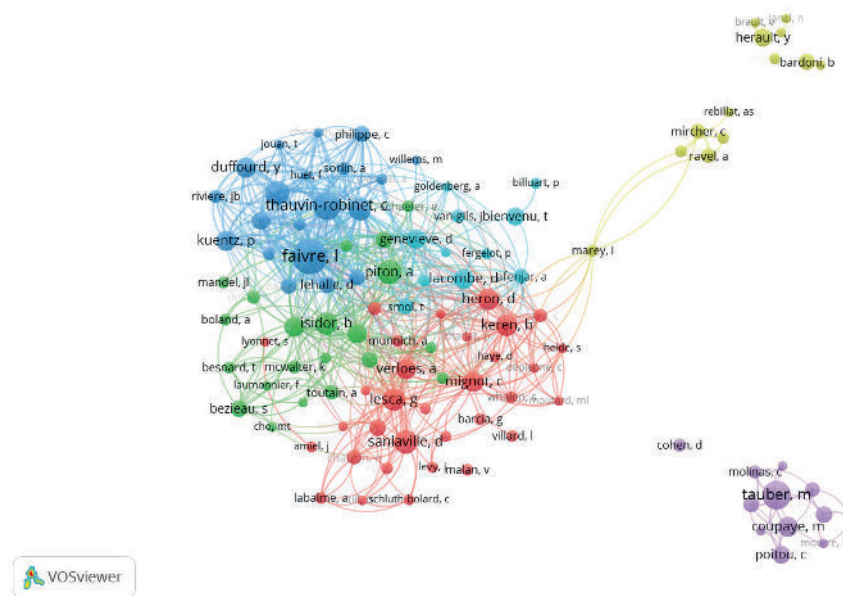 herault, y
bardoni, b
rebillat, as
mircher, c
ravel, a
jouan, t
philippe, c
duffourd, y
huet, f
sorlin, a
willems, m
riviere, jb
goldenberg, a
billuart, p
thauvin-robinet, c
van-gils, j
bienvenu, t
kuentz, p
genevieve, d
fergelot, p
marey, i
faivre, l
piton, a
mandel, jl
lehalle, d
lacombe, d
afenjar, a
heron, d
smol, t
boland, a
isidor, b
keren, b
lyonnet, s
munnich, a
heide, s
haye, d
besnard, t
mcwalter, k
verloes, a
depienne, c
laumonnier, f
mignot, c
whalen, s
toutain, a
lesca, g
bezieau, s
cho, mt
barcia, g
amiel, j
sanlaville, d
villard, l
cohen, d
levy, j
malan, v
molinas, c
labalme, a
schluth-bolard, c
tauber, m
coupaye, m
poitou, c
VOSviewer